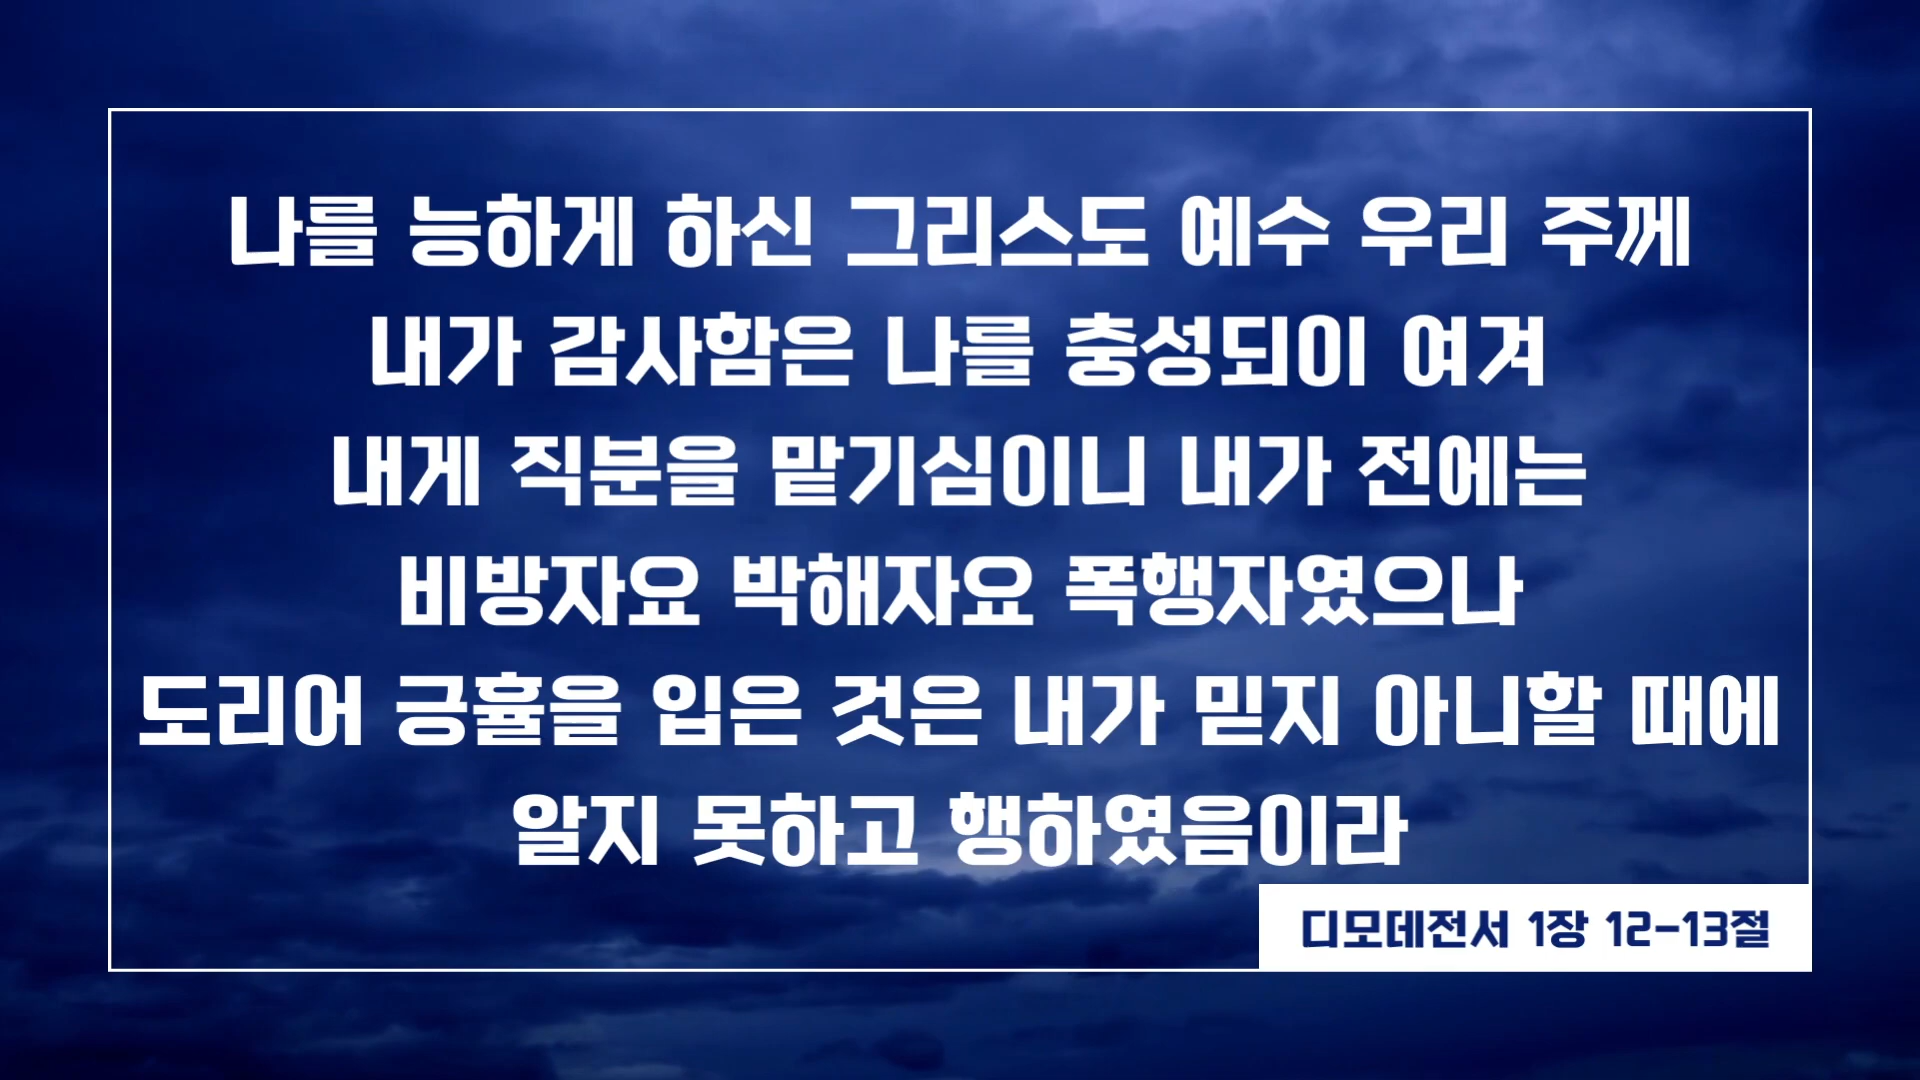 나를 능하게 하신 그리스도 예수 우리 주께
내가 감사함은 나를 충성되이 여겨
내게 직분을 맡기심이니 내가 전에는
비방자요 박해자요 폭행자였으나
도리어 긍휼을 입은 것은 내가 믿지 아니할 때에
알지 못하고 행하였음이라
디모데전서 1장 12-13절